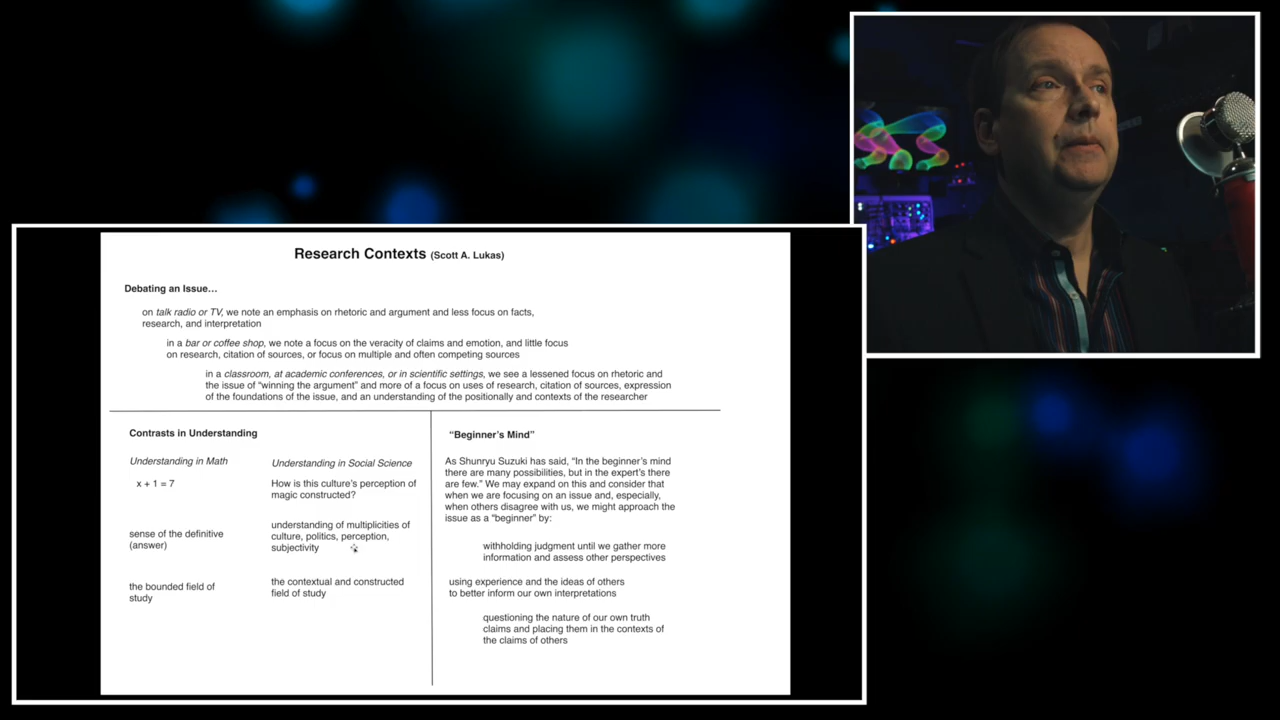 Research Contexts (Scott A. Lukas)
Debating an Issue…
on talk radio or TV, we note an emphasis on rhetoric and argument and less focus on facts,
research, and interpretation
in a bar or coffee shop, we note a focus on the veracity of claims and emotion, and little focus
on research, citation of sources, or focus on multiple and often competing sources
in a classroom, at academic conferences, or in scientific settings, we see a lessened focus on rhetoric and
the issue of “winning the argument” and more of a focus on uses of research, citation of sources, expression
of the foundations of the issue, and an understanding of the positionally and contexts of the researcher
Contrasts in Understanding
Understanding in Math
Understanding in Social Science
x + 1 = 7
How is this culture’s perception of
magic constructed?
sense of the definitive
(answer)
understanding of multiplicities of
culture, politics, perception,
subjectivity
the bounded field of
study
the contextual and constructed
field of study
“Beginner’s Mind”
As Shunryu Suzuki has said, “In the beginner’s mind
there are many possibilities, but in the expert’s there
are few.” We may expand on this and consider that
when we are focusing on an issue and, especially,
when others disagree with us, we might approach the
issue as a “beginner” by:
withholding judgment until we gather more
information and assess other perspectives
using experience and the ideas of others
to better inform our own interpretations
questioning the nature of our own truth
claims and placing them in the contexts of
the claims of others